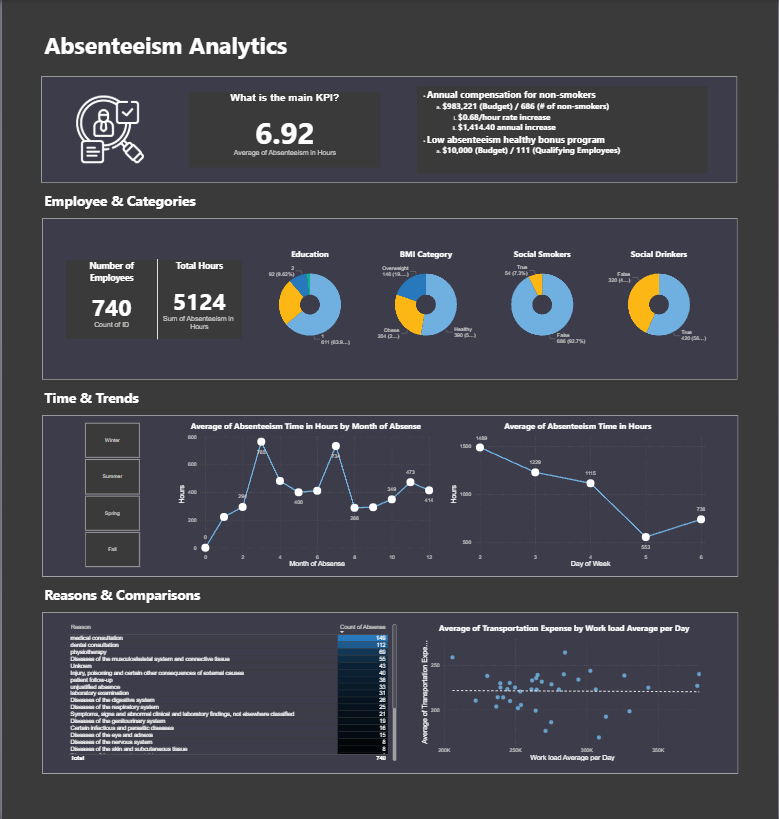 Absenteeism Analytics
What is the main KPI?
6.92
Average of Absenteeism in Hours
Annual compensation for non-smokers
a. $983,221 (Budget) / 686 (# of non-smokers)
$0.68/hour rate increase
$1,414.40 annual increase
Low absenteeism healthy bonus program
a. $10,000 (Budget) / 111 (Qualifying Employees)
Employee & Categories
Number of
Employees
740
Count of ID
Total Hours
5124
Sum of Absenteeism in
Hours
Education
3
1
611 (83.9...)
BMI Category
Overweight
Obese
Healthy
Social Smokers
True
54 (7.3%)
False
686 (92.7%)
Social Drinkers
False
320 (4...)
True
420 (56...)
Time & Trends
Winter
Summer
Spring
Fall
Average of Absenteeism Time in Hours by Month of Absense
Hours
800
600
400
200
0
0
294
765
400
734
288
349
473
414
0 2 4 6 8 10 12
Month of Absense
Average of Absenteeism Time in Hours
Hours
1500
1000
500
1489
1229
1115
553
738
2 3 4 5 6
Day of Week
Reasons & Comparisons
Reason Count of Absense
medical consultation 149
dental consultation 112
physiotherapy 69
Diseases of the musculoskeletal system and connective tissue 55
Unkown 43
Injury, poisoning and certain other consequences of external causes 40
patient follow-up 38
unjustified absence 33
laboratory examination 31
Diseases of the digestive system 26
Diseases of the respiratory system 25
Symptoms, signs and abnormal clinical and laboratory findings, not elsewhere classified 21
Diseases of the genitourinary system 19
Certain infectious and parasitic diseases 16
Diseases of the eye and adnexa 15
Diseases of the nervous system 8
Diseases of the skin and subcutaneous tissue 8
Total 740
Average of Transportation Expense by Work load Average per Day
Average of Transportation Expe...
200K 250K 300K 350K
Work load Average per Day